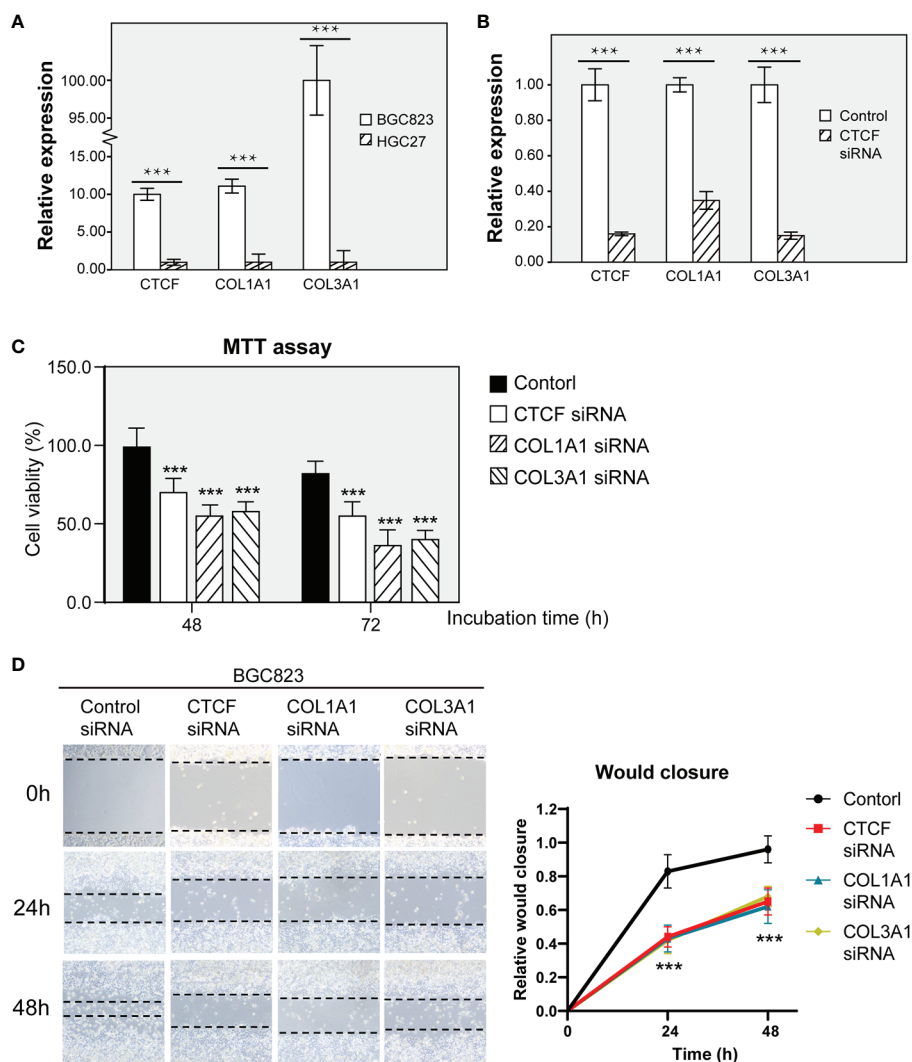 A
Relative expression
100.00
95.00
15.00
10.00
5.00
0.00
***
***
***
CTCF
COL1A1
COL3A1
BGC823
HGC27
B
Relative expression
1.00
0.80
0.60
0.40
0.20
0.00
***
***
***
CTCF
COL1A1
COL3A1
Control
CTCF
siRNA
C
MTT assay
Cell viablity (%)
150.0
100.0
50.0
0.0
***
***
***
***
***
***
48
72
Incubation time (h)
Contorl
CTCF siRNA
COL1A1 siRNA
COL3A1 siRNA
D
BGC823
Control
siRNA
CTCF
siRNA
COL1A1
siRNA
COL3A1
siRNA
0h
24h
48h
Would closure
Relative would closure
1.2
1.0
0.8
0.6
0.4
0.2
0.0
***
***
0
24
48
Time (h)
Contorl
CTCF
siRNA
COL1A1
siRNA
COL3A1
siRNA